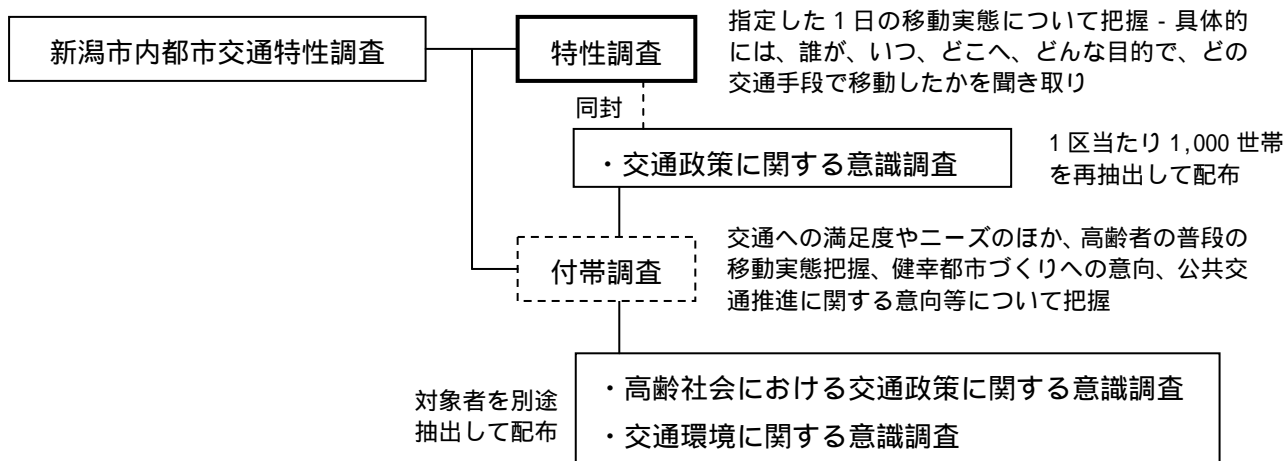 新潟市内都市交通特性調査
特性調査
指定した1日の移動実態について把握 - 具体的
には、誰が、いつ、どこへ、どんな目的で、どの
交通手段で移動したかを聞き取り
同封
・交通政策に関する意識調査
1区当たり1,000世帯
を再抽出して配布
付帯調査
交通への満足度やニーズのほか、高齢者の普段の
移動実態把握、健幸都市づくりへの意向、公共交
通推進に関する意向等について把握
対象者を別途
抽出して配布
・高齢社会における交通政策に関する意識調査
・交通環境に関する意識調査